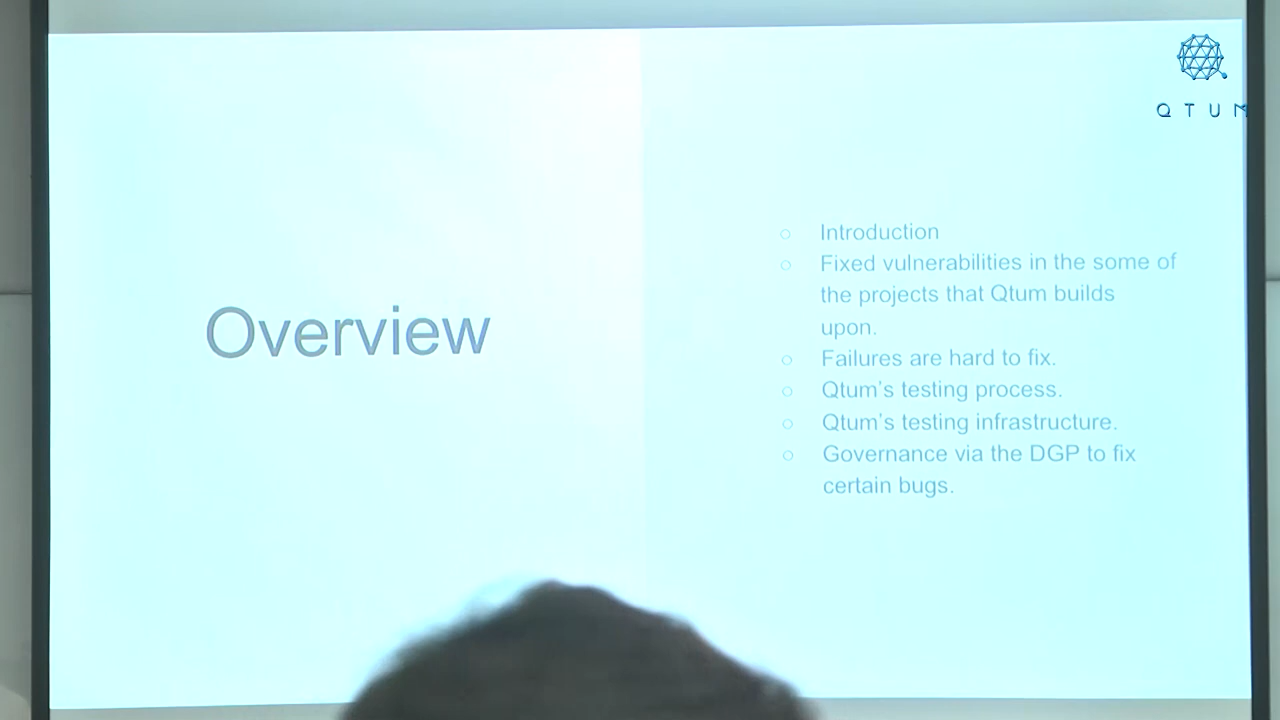 QTUM
Overview
Introduction
Fixed vulnerabilities in the some of
the projects that Qtum builds
upon.
Failures are hard to fix.
Qtum's testing process.
Qtum's testing infrastructure.
Governance via the DGP to fix
certain bugs.